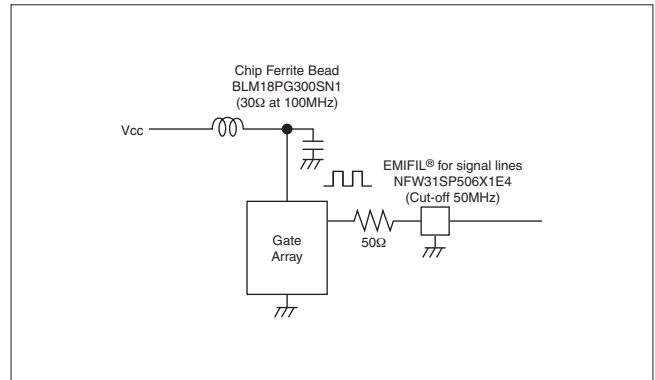 Chip Ferrite Bead
BLM18PG300SN1
(30Ω at 100MHz)
Vcc
EMIFIL® for signal lines
NFW31SP506X1E4
(Cut-off 50MHz)
50Ω
Gate
Array